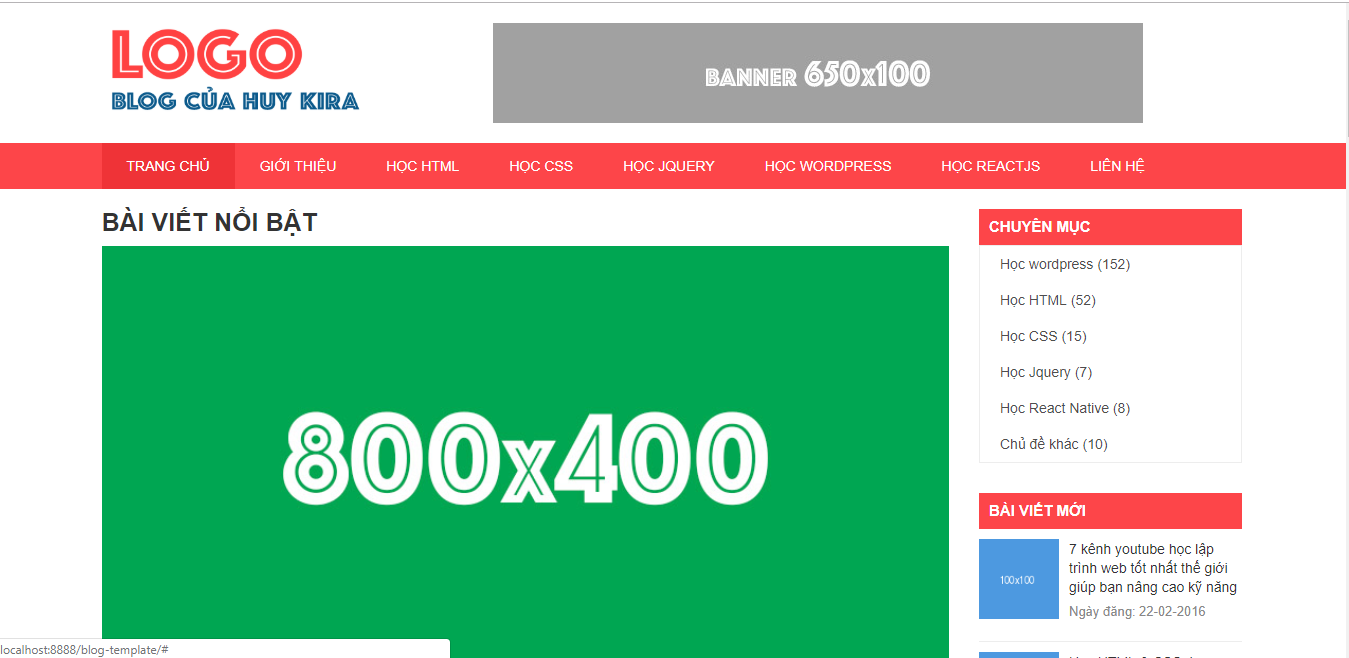 LOGO
BLOG CỦA HUY KIRA
BANNER 650x100
TRANG CHỦ GIỚI THIỆU HỌC HTML HỌC CSS HỌC JQUERY HỌC WORDPRESS HỌC REACTJS LIÊN HỆ
BÀI VIẾT NỔI BẬT
800x400
CHUYÊN MỤC
Học wordpress (152)
Học HTML (52)
Học CSS (15)
Học Jquery (7)
Học React Native (8)
Chủ đề khác (10)
BÀI VIẾT MỚI
100x100
7 kênh youtube học lập
trình web tốt nhất thế giới
giúp bạn nâng cao kỹ năng
Ngày đăng: 22-02-2016
localhost:8888/blog-template/#